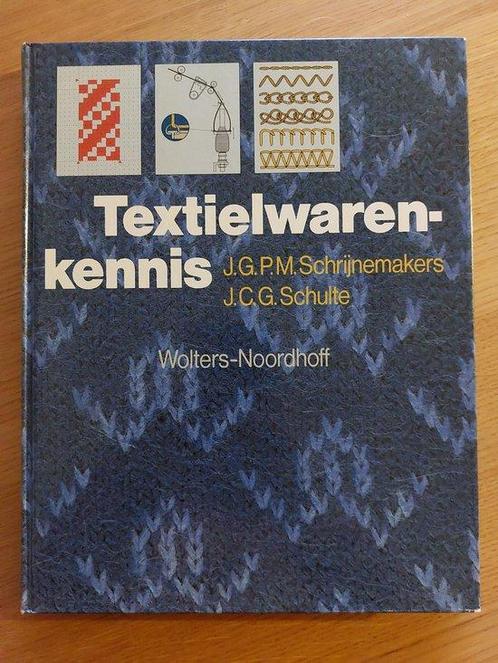 Textielwaren-
kennis
J.G.P.M. Schrijnemakers
J.C.G. Schulte
Wolters-Noordhoff